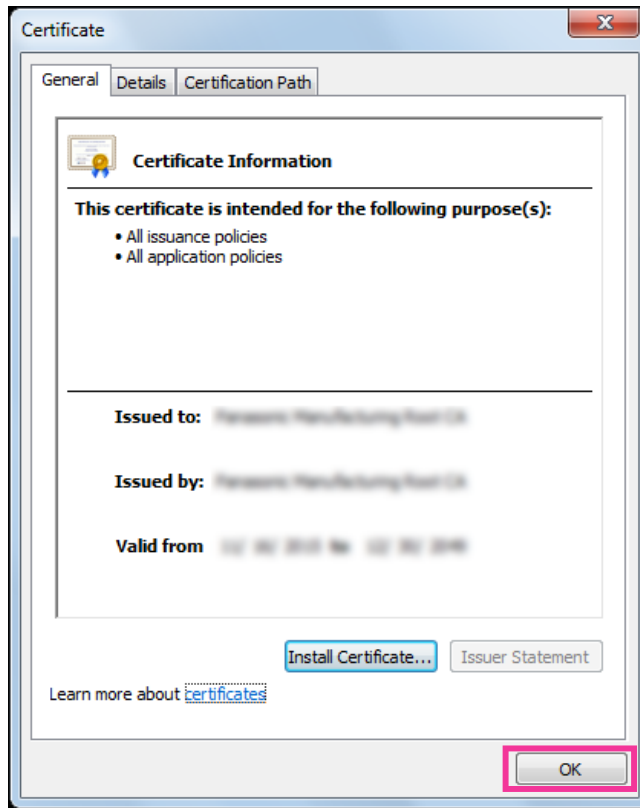 Certificate
General Details Certification Path
Certificate Information
This certificate is intended for the following purpose(s):
• All issuance policies
• All application policies
Issued to:
Issued by:
Valid from
Install Certificate... Issuer Statement
Learn more about certificates
OK